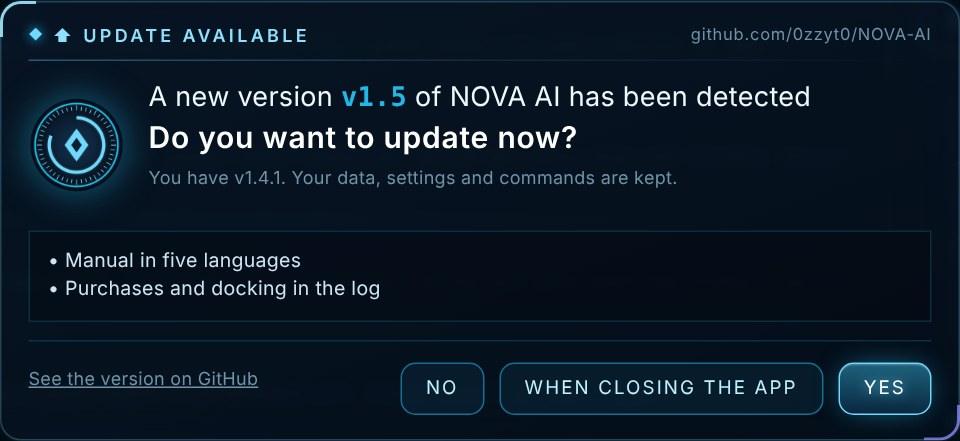 UPDATE AVAILABLE
github.com/0zzyt0/NOVA-AI
A new version v1.5 of NOVA AI has been detected
Do you want to update now?
You have v1.4.1. Your data, settings and commands are kept.
• Manual in five languages
• Purchases and docking in the log
See the version on GitHub
NO
WHEN CLOSING THE APP
YES